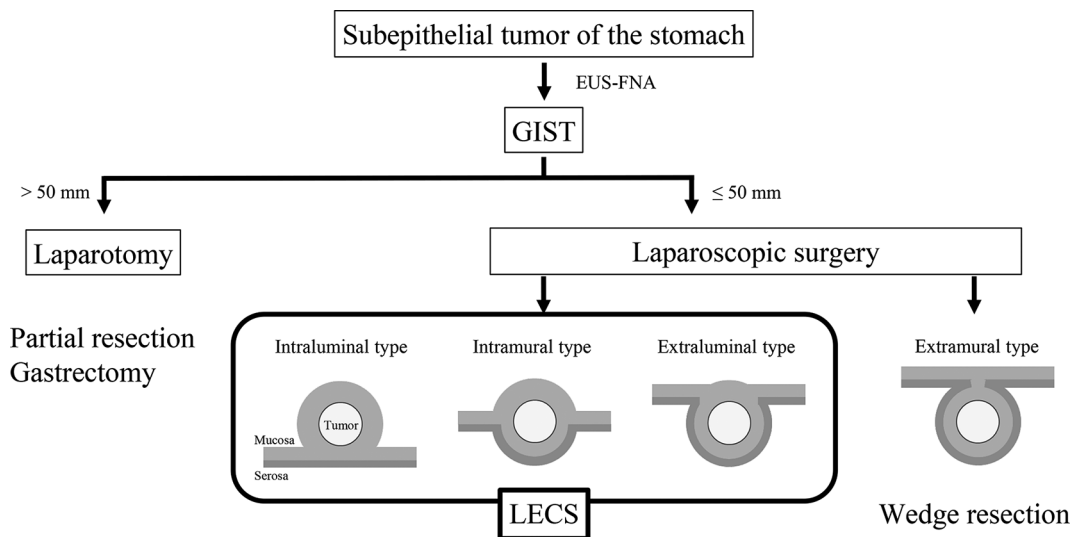 Subepithelial tumor of the stomach
EUS-FNA
GIST
> 50 mm
≤ 50 mm
Laparotomy
Laparoscopic surgery
Partial resection
Gastrectomy
Intraluminal type
Intramural type
Extraluminal type
Extramural type
Tumor
Mucosa
Serosa
LECS
Wedge resection